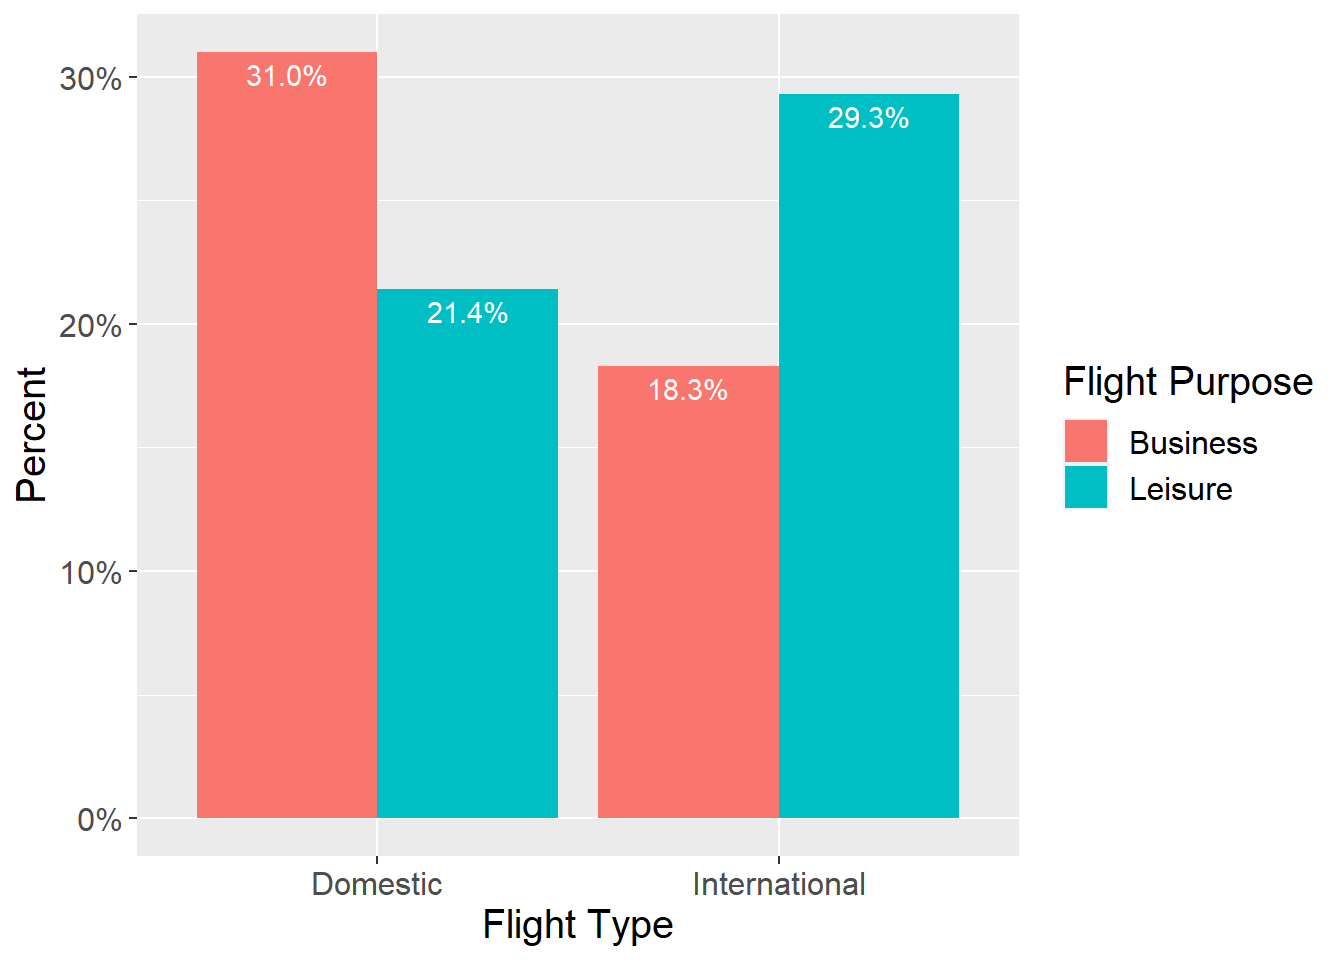 30%
20%
10%
0%
Percent
31.0%
21.4%
18.3%
29.3%
Domestic
International
Flight Type
Flight Purpose
Business
Leisure